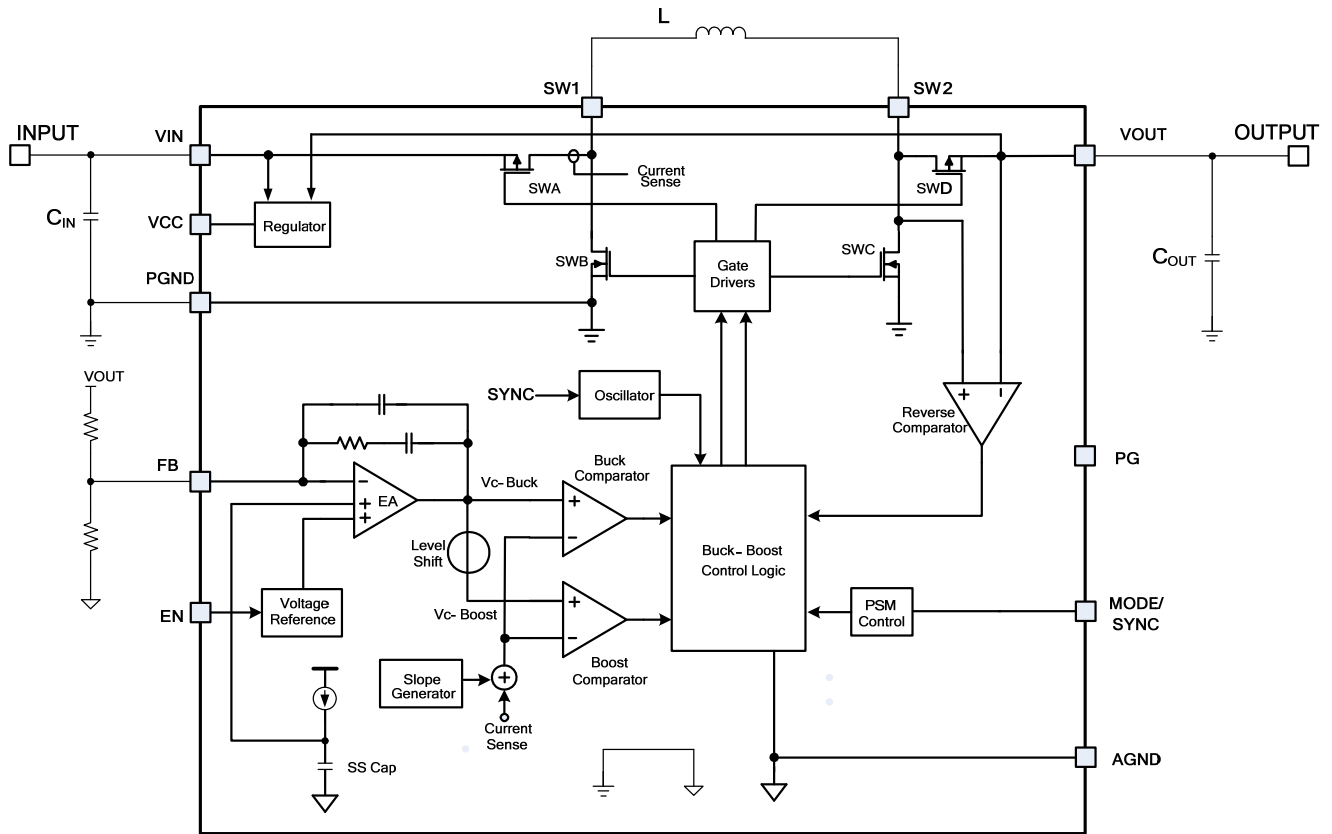 L
SW1
SW2
INPUT
VIN
VOUT
OUTPUT
Current
Sense
SWA
SWD
CIN
VCC
Regulator
SWB
Gate
Drivers
SWC
COUT
PGND
VOUT
SYNC
Oscillator
+
−
Reverse
Comparator
FB
−
+
+
EA
Vc-Buck
Buck
Comparator
+
−
PG
Level
Shift
Buck-Boost
Control Logic
EN
Voltage
Reference
Vc-Boost
+
−
Boost
Comparator
PSM
Control
MODE/
SYNC
Slope
Generator
+
Current
Sense
SS Cap
AGND